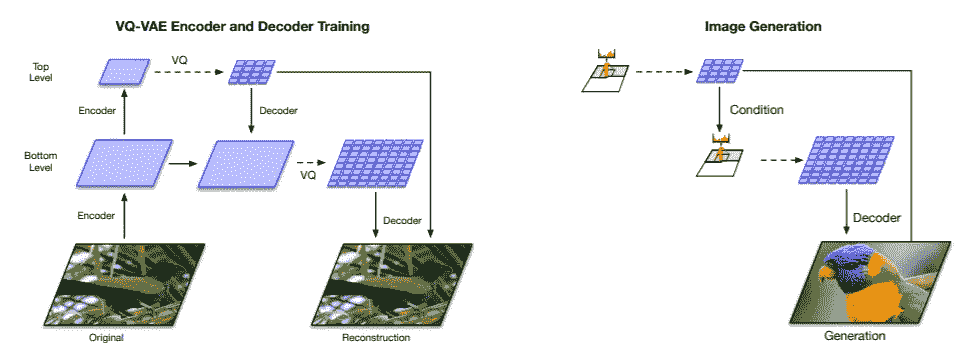 VQ-VAE Encoder and Decoder Training
Image Generation
Top
Level
VQ
Encoder
Decoder
Condition
Bottom
Level
VQ
Encoder
Decoder
Decoder
Original
Reconstruction
Generation